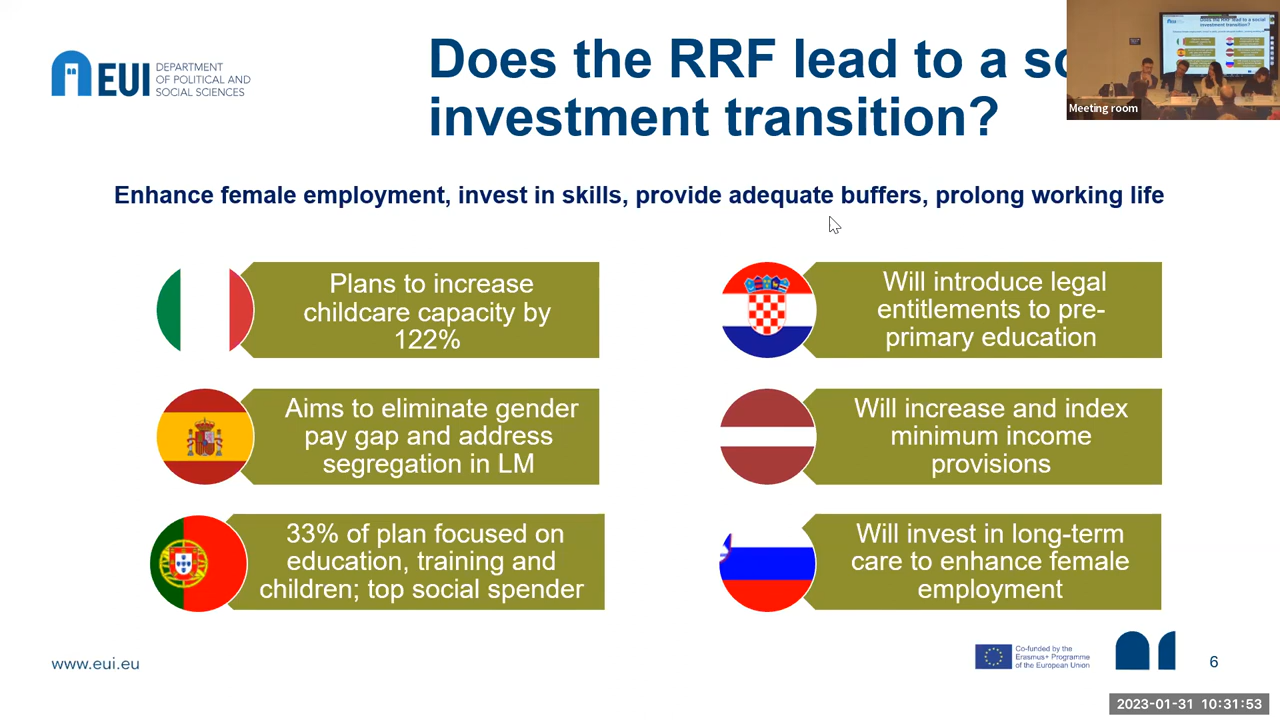 EUI
DEPARTMENT
OF POLITICAL AND
SOCIAL SCIENCES
Does the RRF lead to a
investment transition?
Meeting room
Enhance female employment, invest in skills, provide adequate buffers, prolong working life
Plans to increase
childcare capacity by
122%
Will introduce legal
entitlements to pre-
primary education
Aims to eliminate gender
pay gap and address
segregation in LM
Will increase and index
minimum income
provisions
33% of plan focused on
education, training and
children; top social spender
Will invest in long-term
care to enhance female
employment
www.eui.eu
Co-funded by the
Erasmus+ Programme
of the European Union
6
2023-01-31 10:31:53